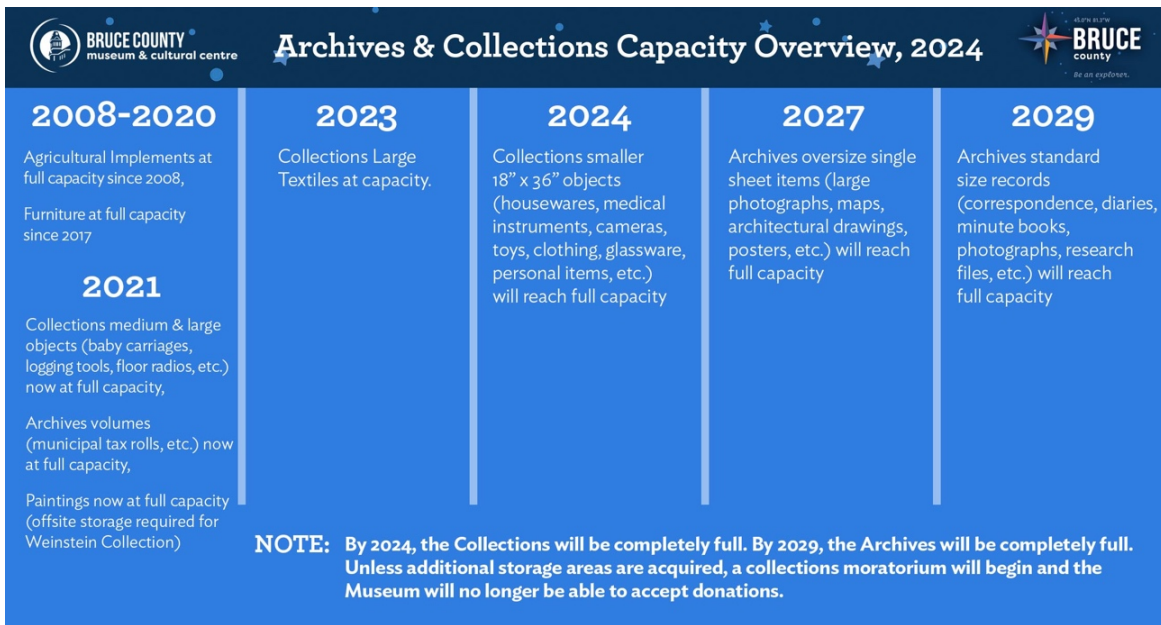 BRUCE COUNTY
museum & cultural centre
Archives & Collections Capacity Overview, 2024
45.0°N 81.3°W
BRUCE
county
Be an explorer.
2008-2020
Agricultural Implements at
full capacity since 2008,
Furniture at full capacity
since 2017
2021
Collections medium & large
objects (baby carriages,
logging tools, floor radios, etc.)
now at full capacity,
Archives volumes
(municipal tax rolls, etc.) now
at full capacity,
Paintings now at full capacity
(offsite storage required for
Weinstein Collection)
2023
Collections Large
Textiles at capacity.
2024
Collections smaller
18” x 36” objects
(housewares, medical
instruments, cameras,
toys, clothing, glassware,
personal items, etc.)
will reach full capacity
2027
Archives oversize single
sheet items (large
photographs, maps,
architectural drawings,
posters, etc.) will reach
full capacity
2029
Archives standard
size records
(correspondence, diaries,
minute books,
photographs, research
files, etc.) will reach
full capacity
NOTE: By 2024, the Collections will be completely full. By 2029, the Archives will be completely full.
Unless additional storage areas are acquired, a collections moratorium will begin and the
Museum will no longer be able to accept donations.